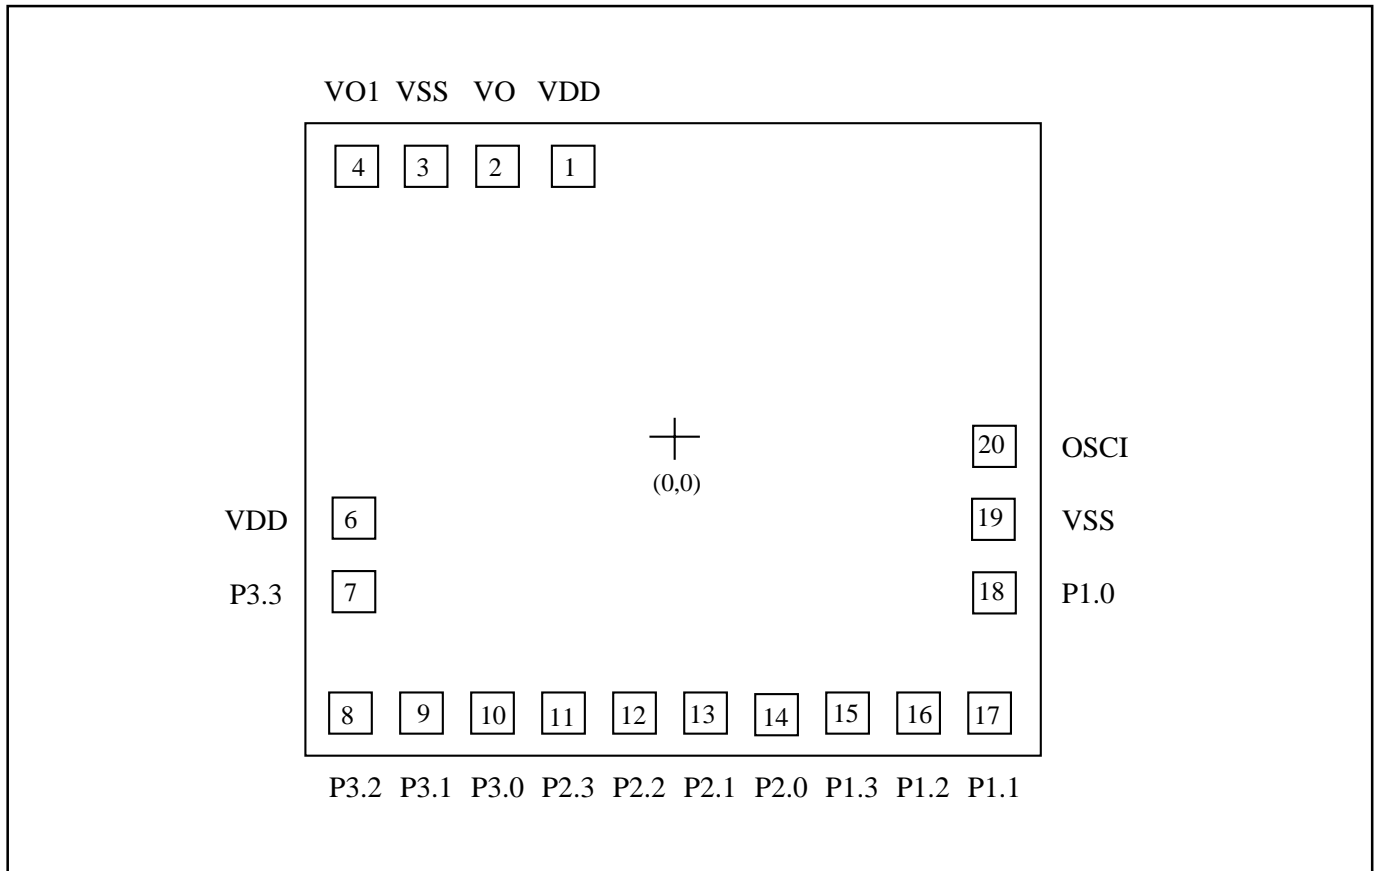 VO1 VSS VO VDD
4 3 2 1
20 OSCI
(0,0)
VDD 6 19 VSS
P3.3 7 18 P1.0
8 9 10 11 12 13 14 15 16 17
P3.2 P3.1 P3.0 P2.3 P2.2 P2.1 P2.0 P1.3 P1.2 P1.1